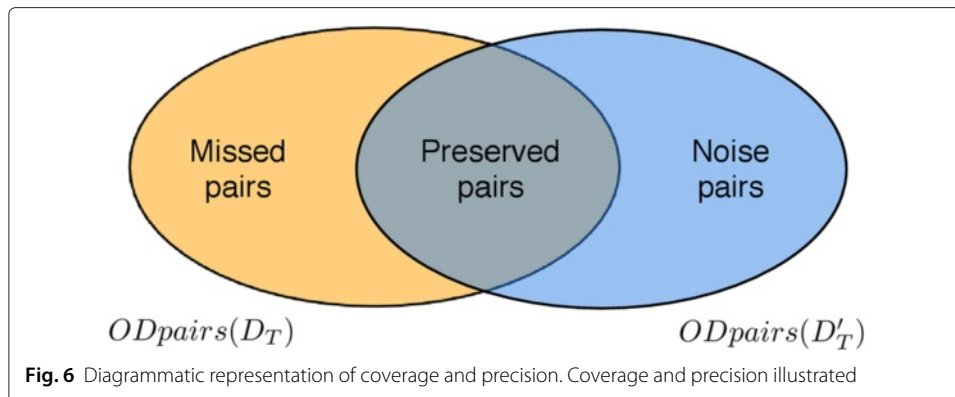 Missed
pairs
Preserved
pairs
Noise
pairs
ODpairs(D_T)
ODpairs(D'_T)
Fig. 6 Diagrammatic representation of coverage and precision. Coverage and precision illustrated